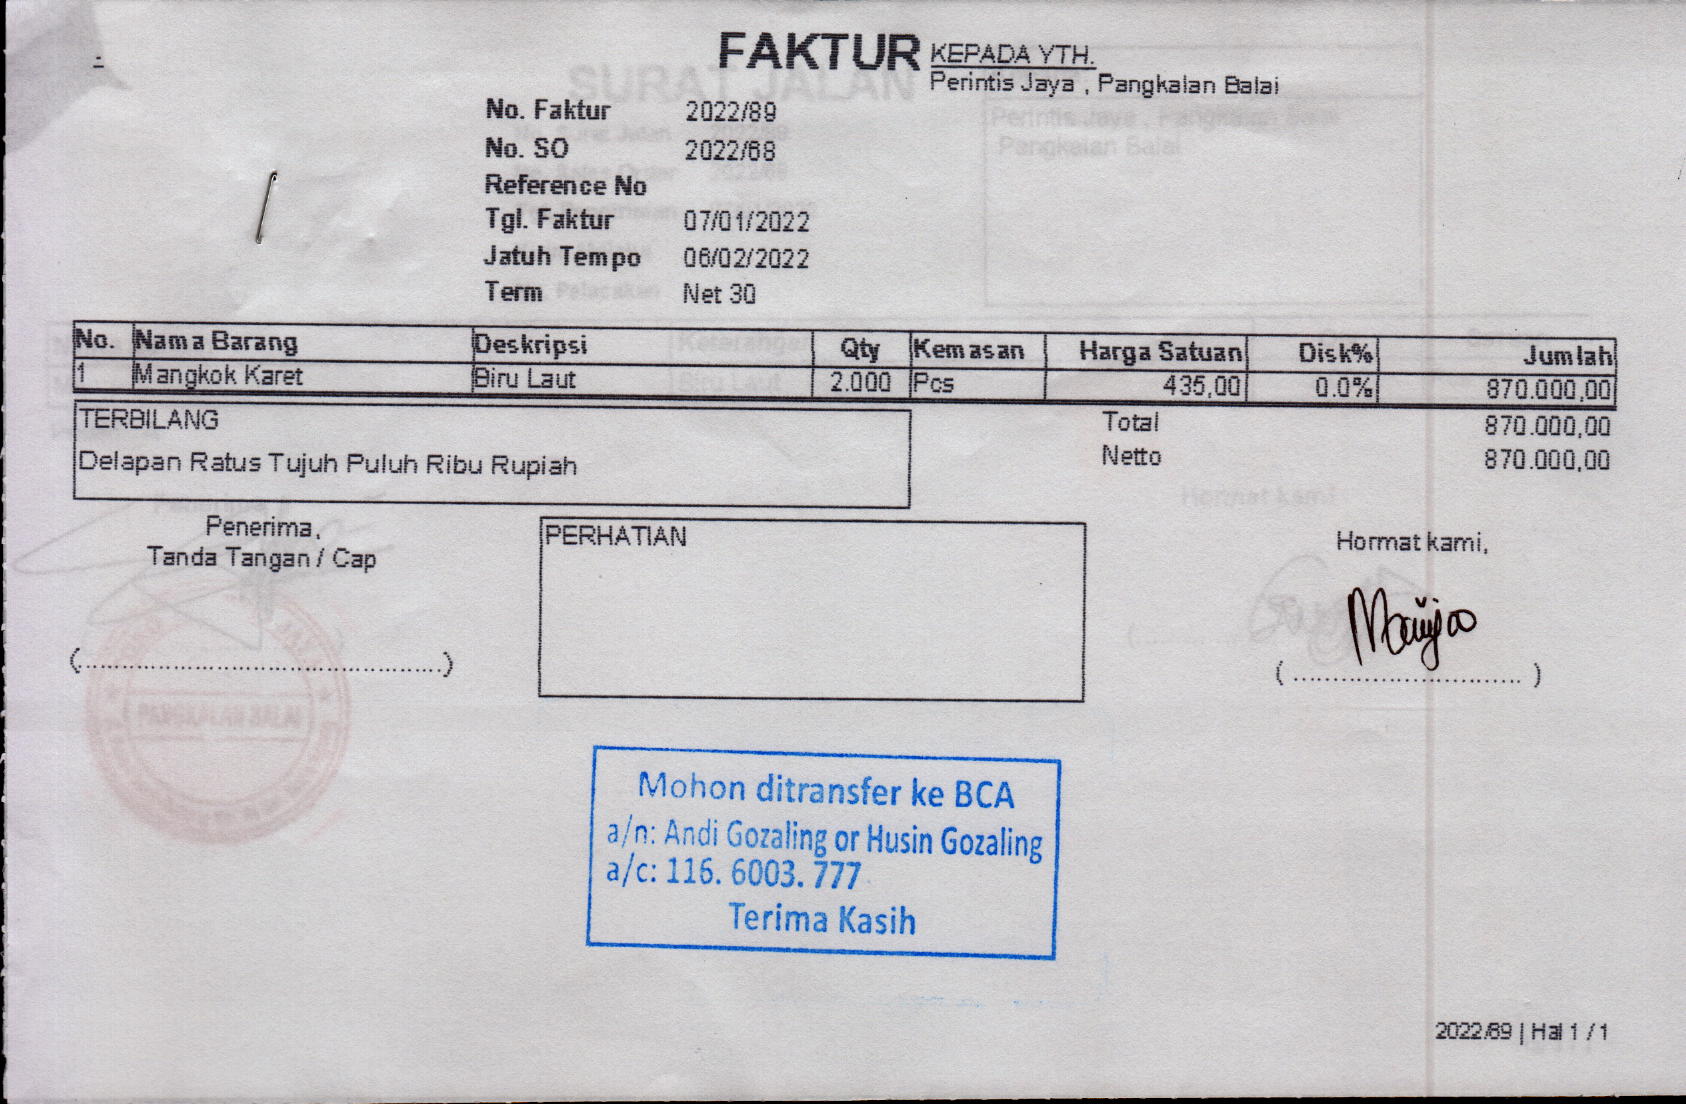 FAKTUR
KEPADA YTH.
Perintis Jaya , Pangkalan Balai
No. Faktur 2022/89
No. SO 2022/68
Reference No
Tgl. Faktur 07/01/2022
Jatuh Tempo 06/02/2022
Term Net 30
No. Nama Barang Deskripsi Qty Kemasan Harga Satuan Disk% Jumlah
1 Mangkok Karet Biru Laut 2.000 Pcs 435,00 0.0% 870.000,00
TERBILANG
Delapan Ratus Tujuh Puluh Ribu Rupiah
Total 870.000,00
Netto 870.000,00
Penerima,
Tanda Tangan / Cap
(..............................................)
PERHATIAN
Hormat kami,
( ............................. )
PANGKALAN BALAI
Mohon ditransfer ke BCA
a/n: Andi Gozaling or Husin Gozaling
a/c: 116. 6003. 777
Terima Kasih
2022/89 | Hal 1 / 1